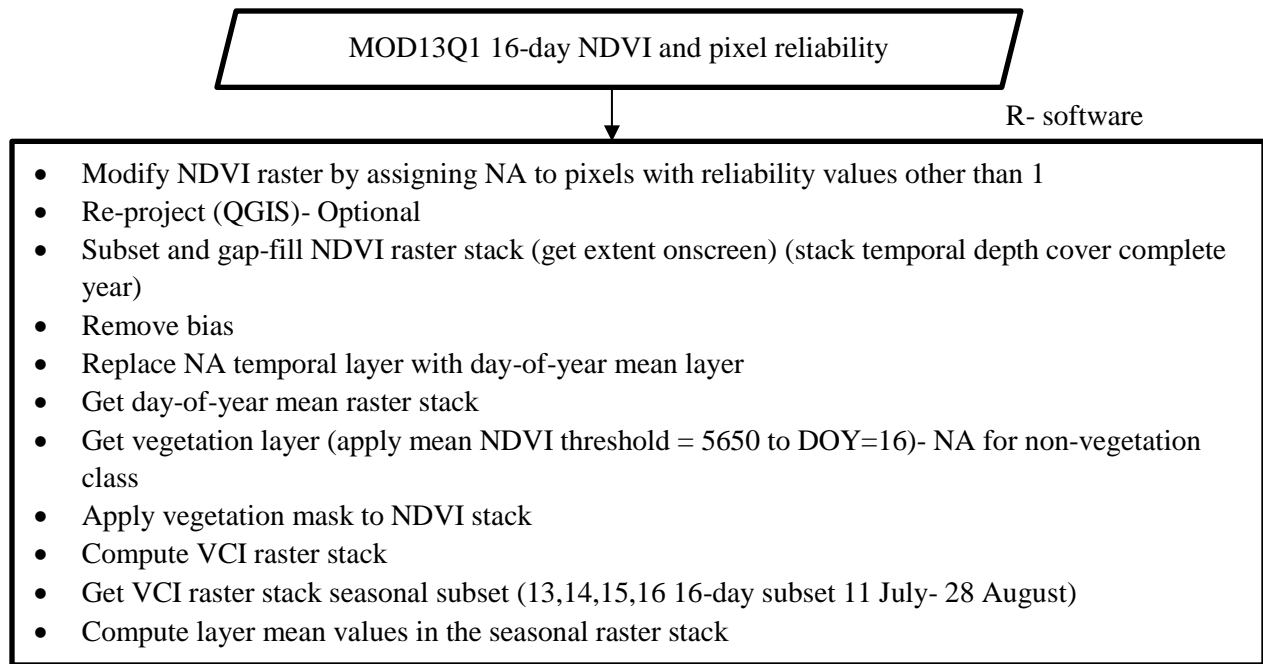 MOD13Q1 16-day NDVI and pixel reliability
R- software
• Modify NDVI raster by assigning NA to pixels with reliability values other than 1
• Re-project (QGIS)- Optional
• Subset and gap-fill NDVI raster stack (get extent onscreen) (stack temporal depth cover complete
year)
• Remove bias
• Replace NA temporal layer with day-of-year mean layer
• Get day-of-year mean raster stack
• Get vegetation layer (apply mean NDVI threshold = 5650 to DOY=16)- NA for non-vegetation
class
• Apply vegetation mask to NDVI stack
• Compute VCI raster stack
• Get VCI raster stack seasonal subset (13,14,15,16 16-day subset 11 July- 28 August)
• Compute layer mean values in the seasonal raster stack